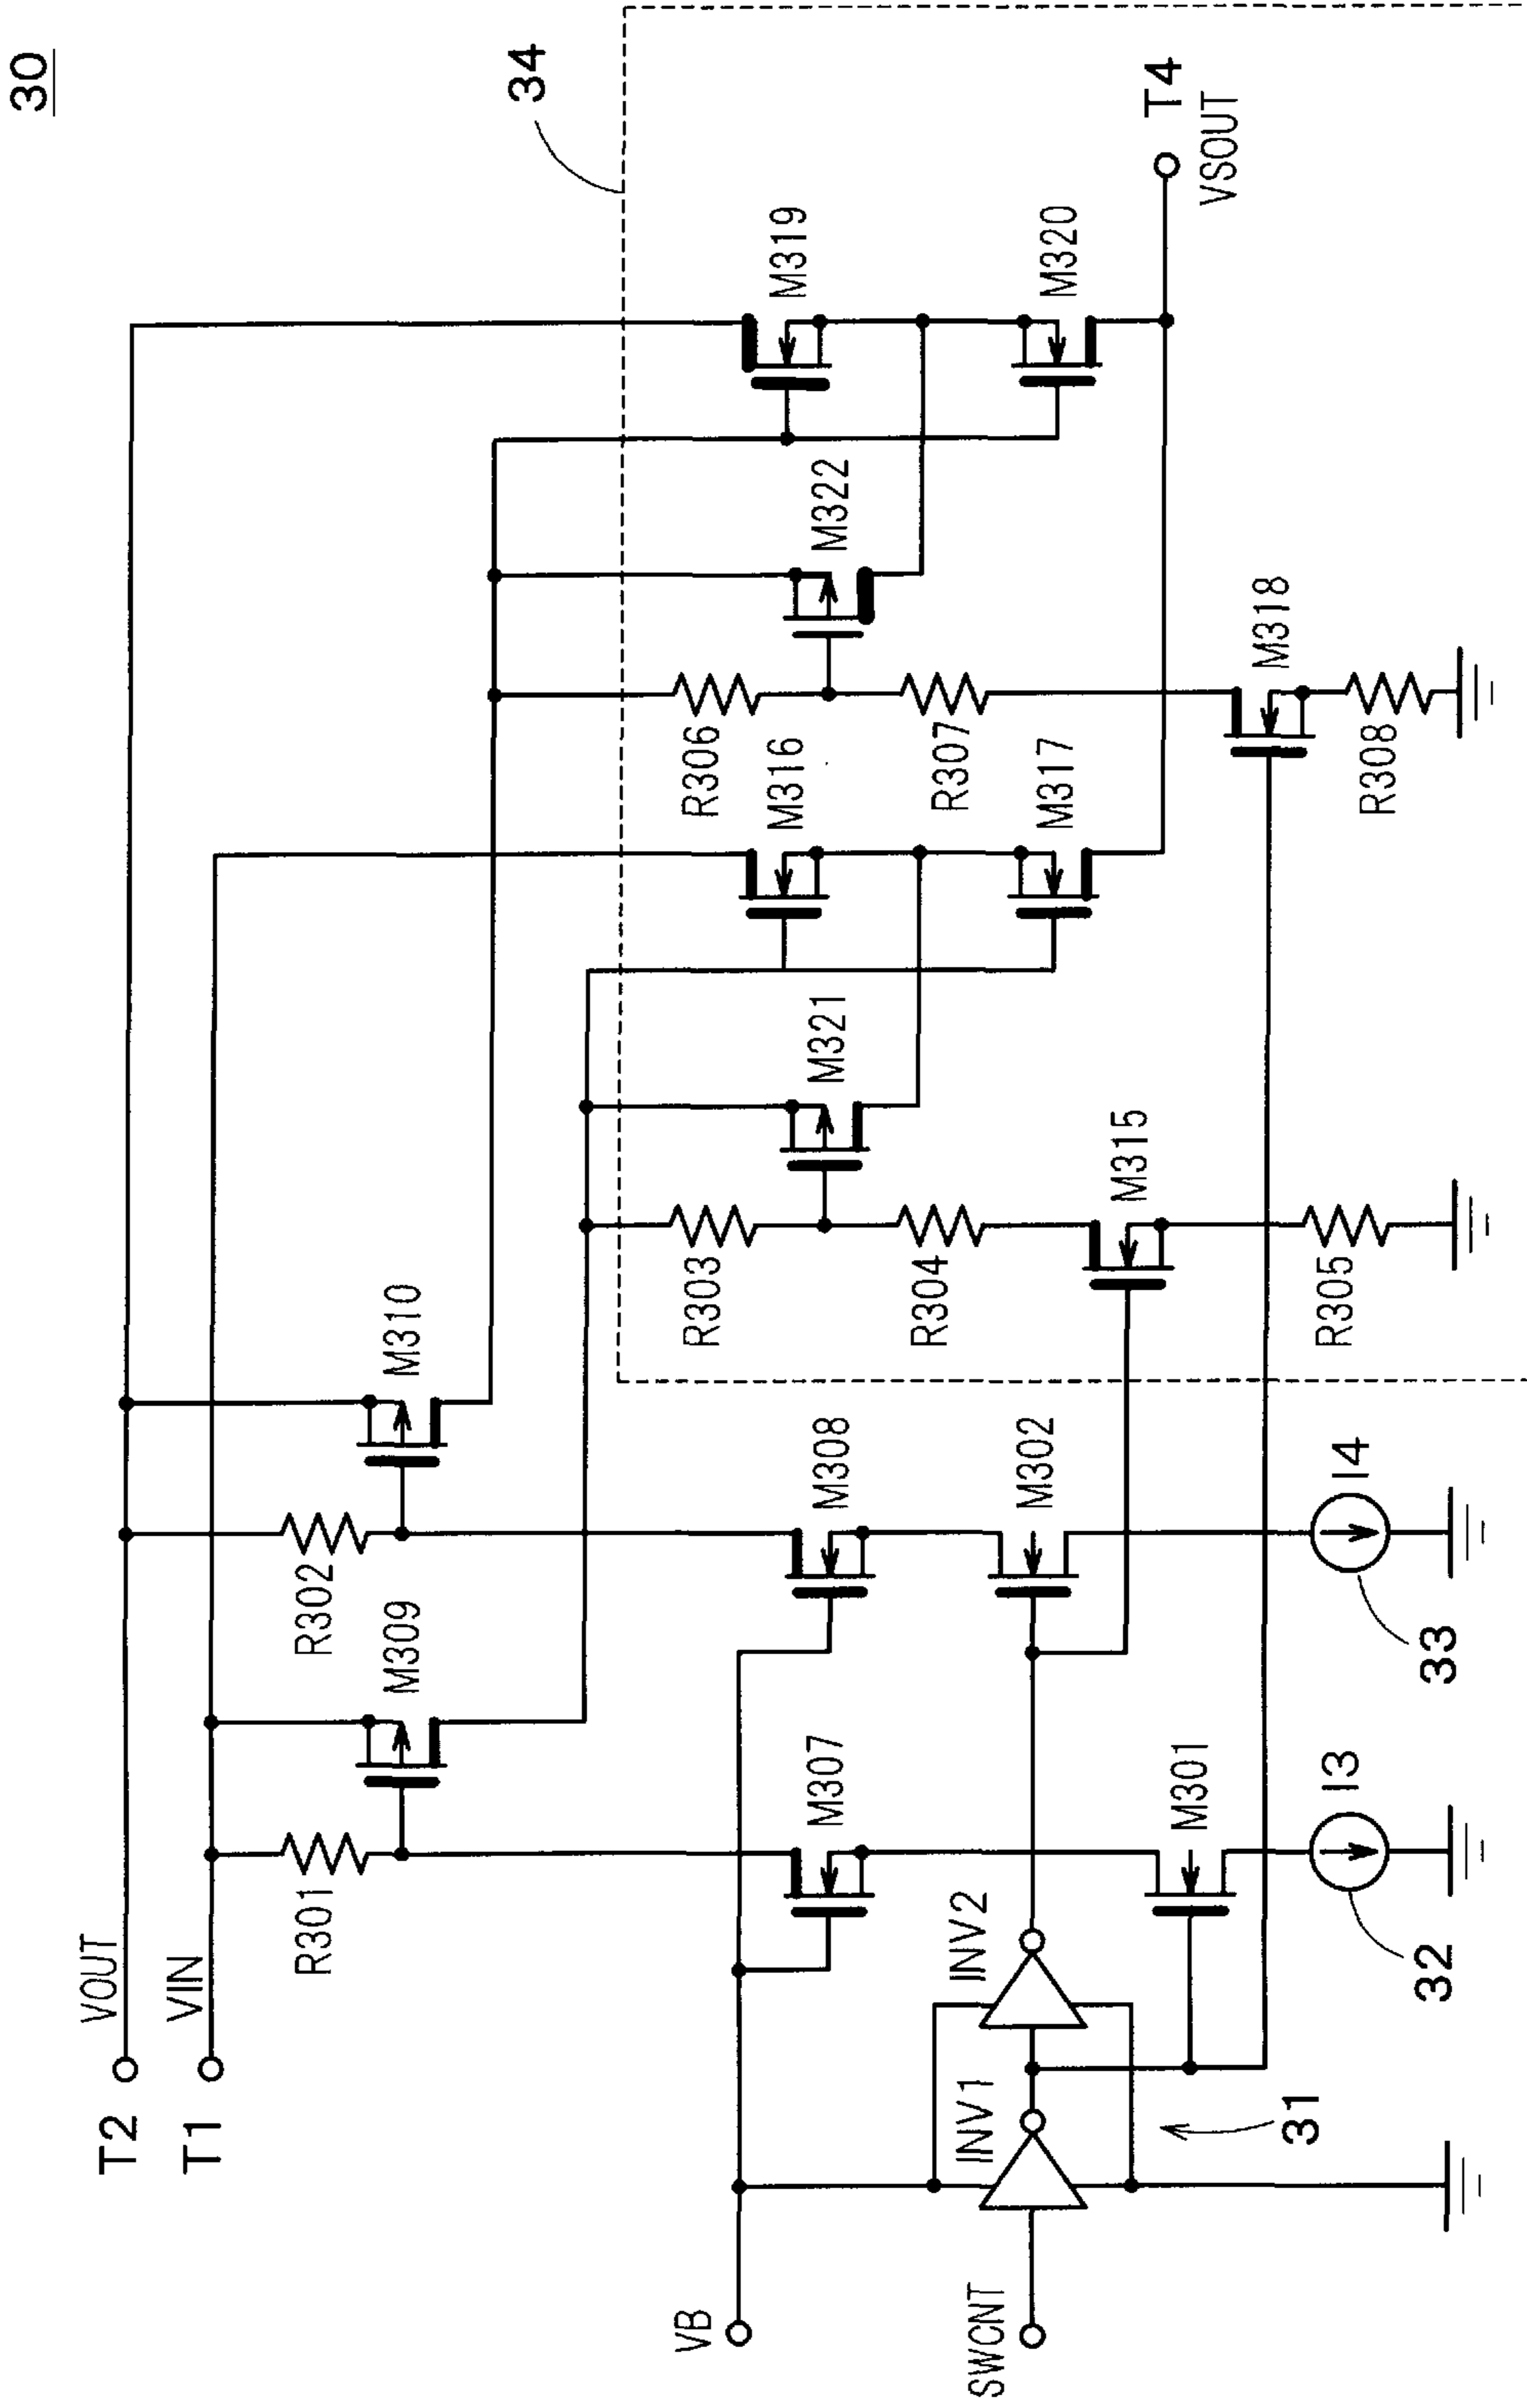 30
34
T2
VOUT
T1
VIN
R301
M309
R302
M310
M319
M320
T4
VSOUT
M322
R306
R307
M318
R308
M316
M317
M321
R303
R304
M315
R305
VB
M307
M308
M302
M301
SWCNT
INV1
INV2
31
I3
32
I4
33